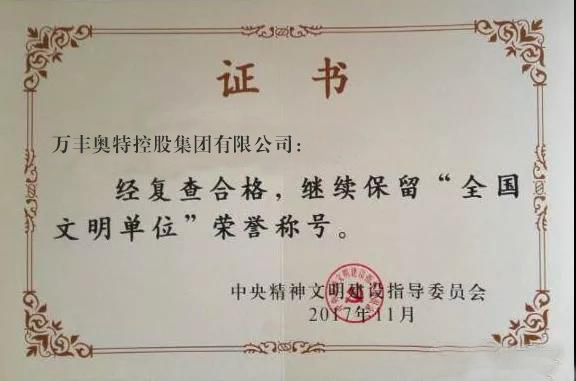 证书
万丰奥特控股集团有限公司：
经复查合格，继续保留“全国
文明单位”荣誉称号。
中央精神文明建设指导委员会
2017年11月